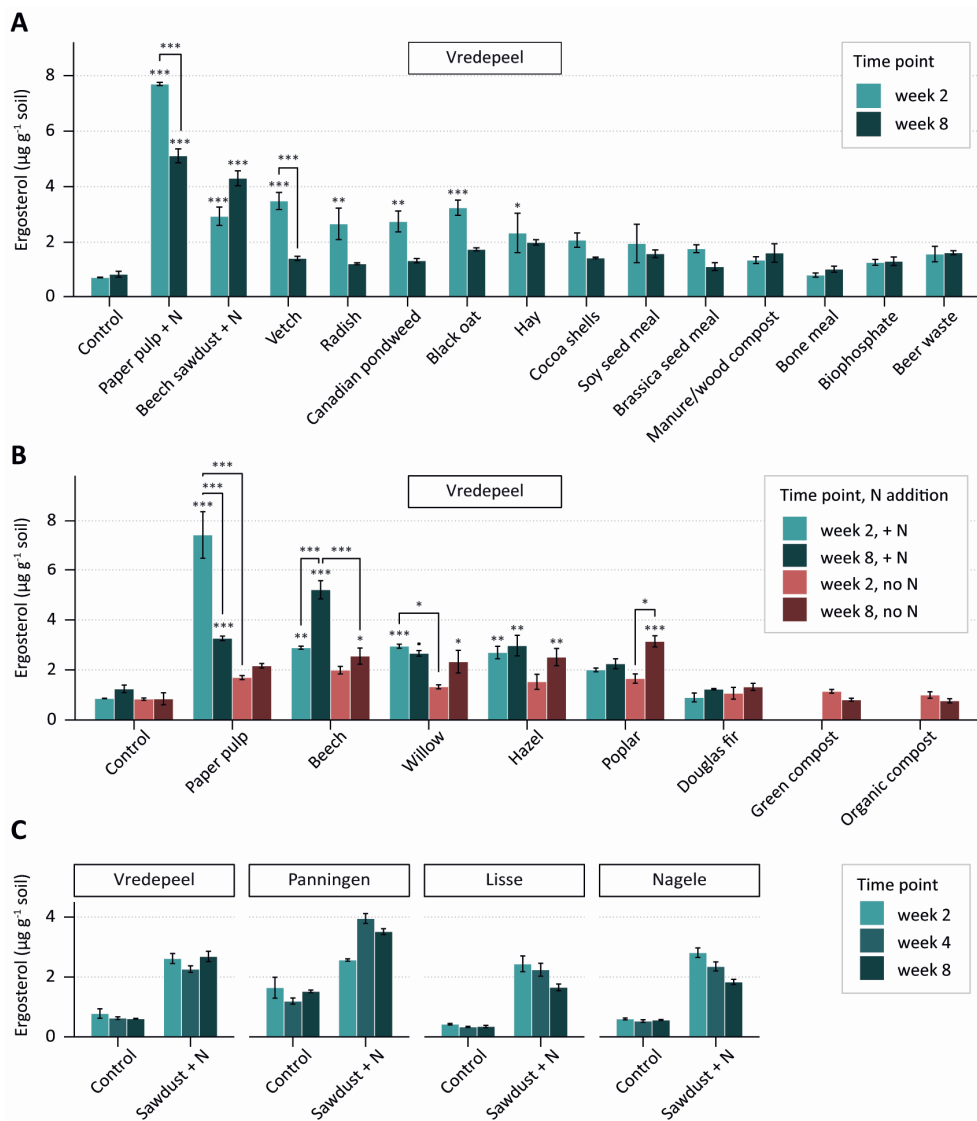 A
Vredepeel
Time point
week 2
week 8
Ergosterol (µg g⁻¹ soil)
8
6
4
2
0
***
***
***
***
***
***
***
**
**
***
*
Control
Paper pulp + N
Beech sawdust + N
Vetch
Radish
Canadian pondweed
Black oat
Hay
Cocoa shells
Soy seed meal
Brassica seed meal
Manure/wood compost
Bone meal
Biophosphate
Beer waste
B
Vredepeel
Time point, N addition
week 2, + N
week 8, + N
week 2, no N
week 8, no N
Ergosterol (µg g⁻¹ soil)
8
6
4
2
0
***
***
***
***
***
***
**
***
*
*
***
▪
*
**
**
**
*
***
Control
Paper pulp
Beech
Willow
Hazel
Poplar
Douglas fir
Green compost
Organic compost
C
Vredepeel
Panningen
Lisse
Nagele
Time point
week 2
week 4
week 8
Ergosterol (µg g⁻¹ soil)
4
2
0
Control
Sawdust + N
Control
Sawdust + N
Control
Sawdust + N
Control
Sawdust + N